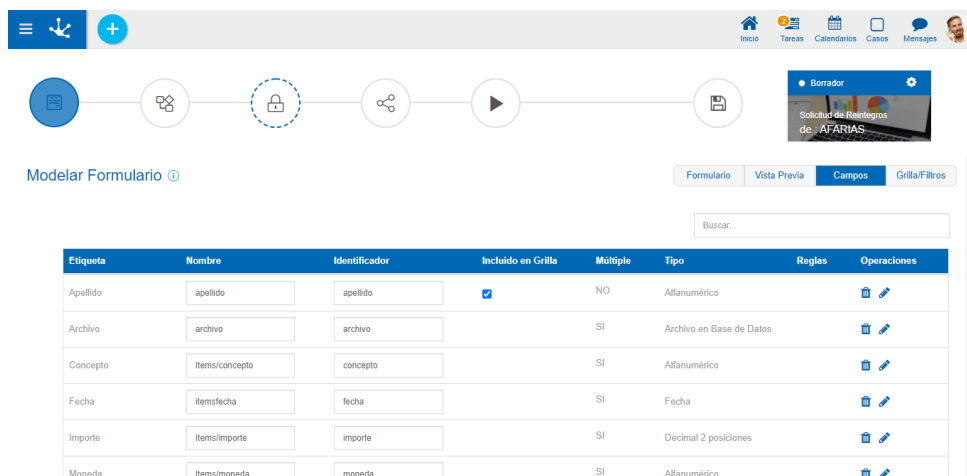 2
Inicio Tareas Calendarios Casos Mensajes
Borrador
Solicitud de Reintegros
de : AFARIAS
Modelar Formulario
Formulario Vista Previa Campos Grilla/Filtros
Buscar...
Etiqueta Nombre Identificador Incluido en Grilla Múltiple Tipo Reglas Operaciones
Apellido apellido apellido NO Alfanumérico
Archivo archivo archivo SI Archivo en Base de Datos
Concepto Items/concepto concepto SI Alfanumérico
Fecha itemsfecha fecha SI Fecha
Importe Items/importe importe SI Decimal 2 posiciones
Moneda Items/moneda moneda SI Alfanumérico